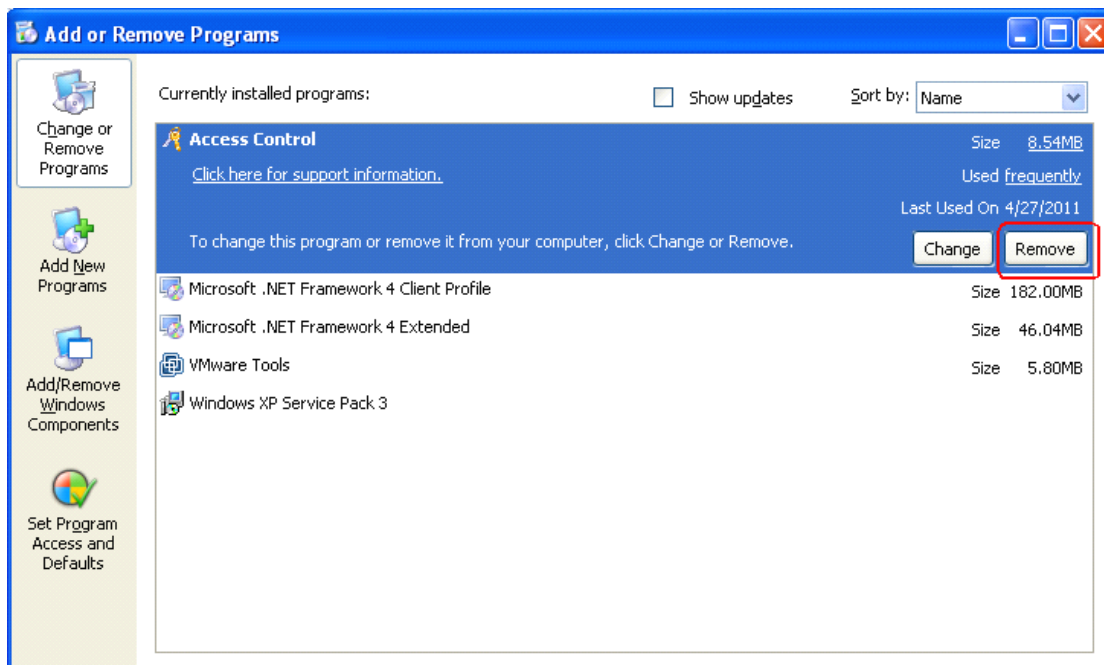 Add or Remove Programs
Change or
Remove
Programs
Add New
Programs
Add/Remove
Windows
Components
Set Program
Access and
Defaults
Currently installed programs:
Show updates
Sort by: Name
Access Control
Size 8.54MB
Click here for support information.
Used frequently
Last Used On 4/27/2011
To change this program or remove it from your computer, click Change or Remove.
Change Remove
Microsoft .NET Framework 4 Client Profile Size 182.00MB
Microsoft .NET Framework 4 Extended Size 46.04MB
VMware Tools Size 5.80MB
Windows XP Service Pack 3